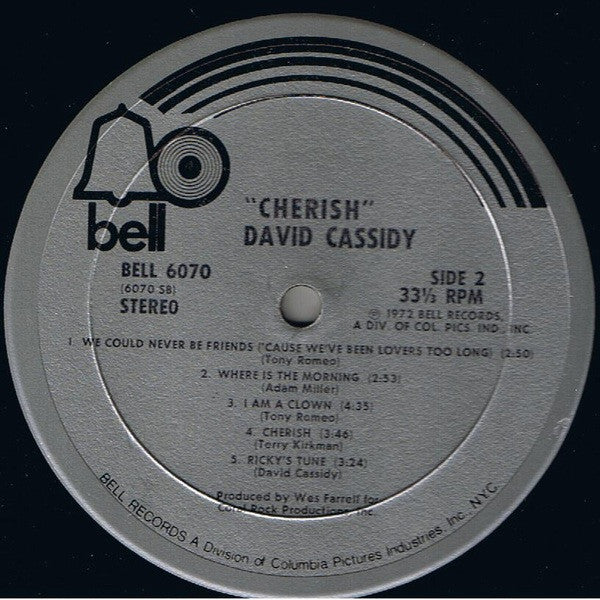 bell
"CHERISH"
DAVID CASSIDY
BELL 6070
(6070 SB)
STEREO
SIDE 2
33⅓ RPM
℗ 1972 BELL RECORDS,
A DIV. OF COL. PICS. IND., INC.
1. WE COULD NEVER BE FRIENDS ('CAUSE WE'VE BEEN LOVERS TOO LONG) (2:50)
(Tony Romeo)
2. WHERE IS THE MORNING (2:53)
(Adam Miller)
3. I AM A CLOWN (4:35)
(Tony Romeo)
4. CHERISH (3:46)
(Terry Kirkman)
5. RICKY'S TUNE (3:24)
(David Cassidy)
Produced by Wes Farrell for
Coral Rock Productions, Inc.
BELL RECORDS A Division of Columbia Pictures Industries, Inc., N.Y.C.